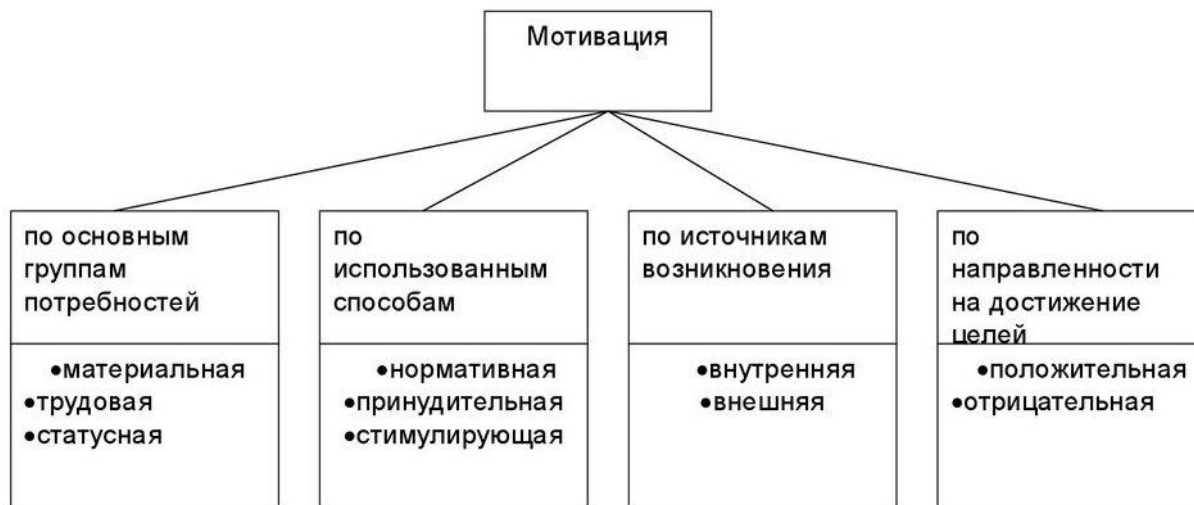 Мотивация
по основным
группам
потребностей
•материальная
•трудовая
•статусная
по
использованным
способам
•нормативная
•принудительная
•стимулирующая
по источникам
возникновения
•внутренняя
•внешняя
по
направленности
на достижение
целей
•положительная
•отрицательная